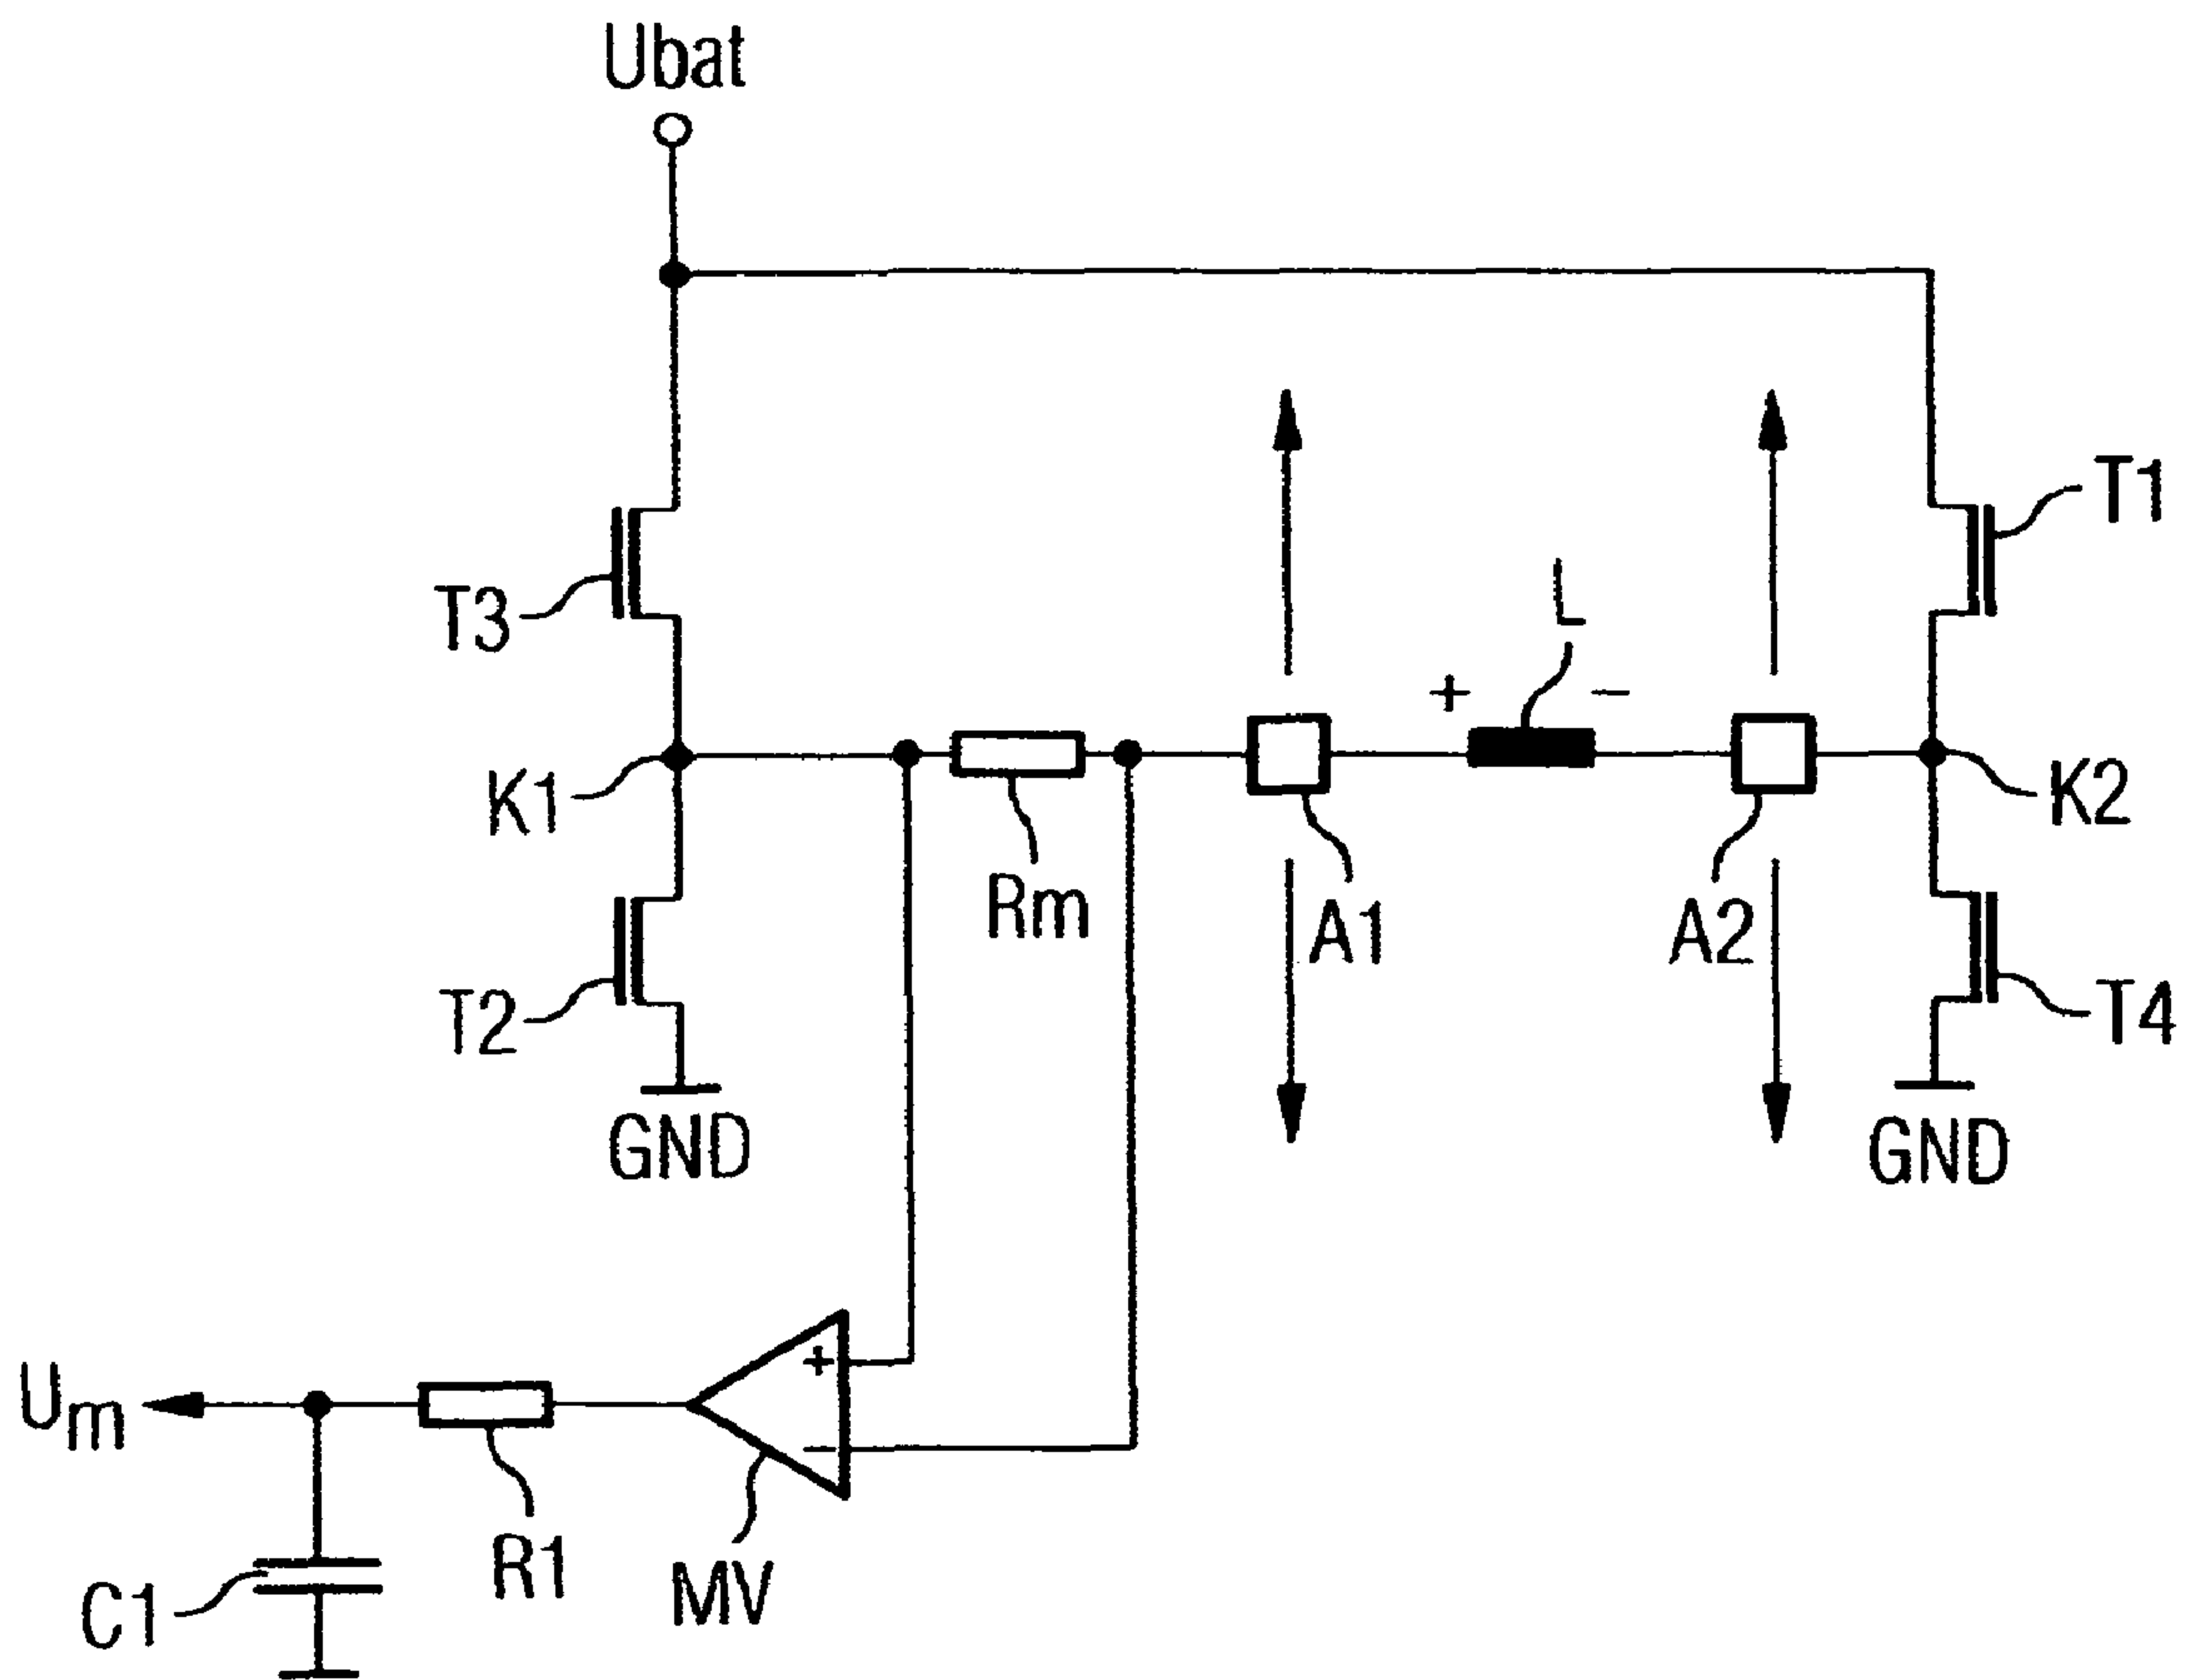 Ubat
T1
T3
L
+ -
K1
K2
Rm
A1
A2
T2
T4
GND
GND
+
-
Um
R1
MV
C1